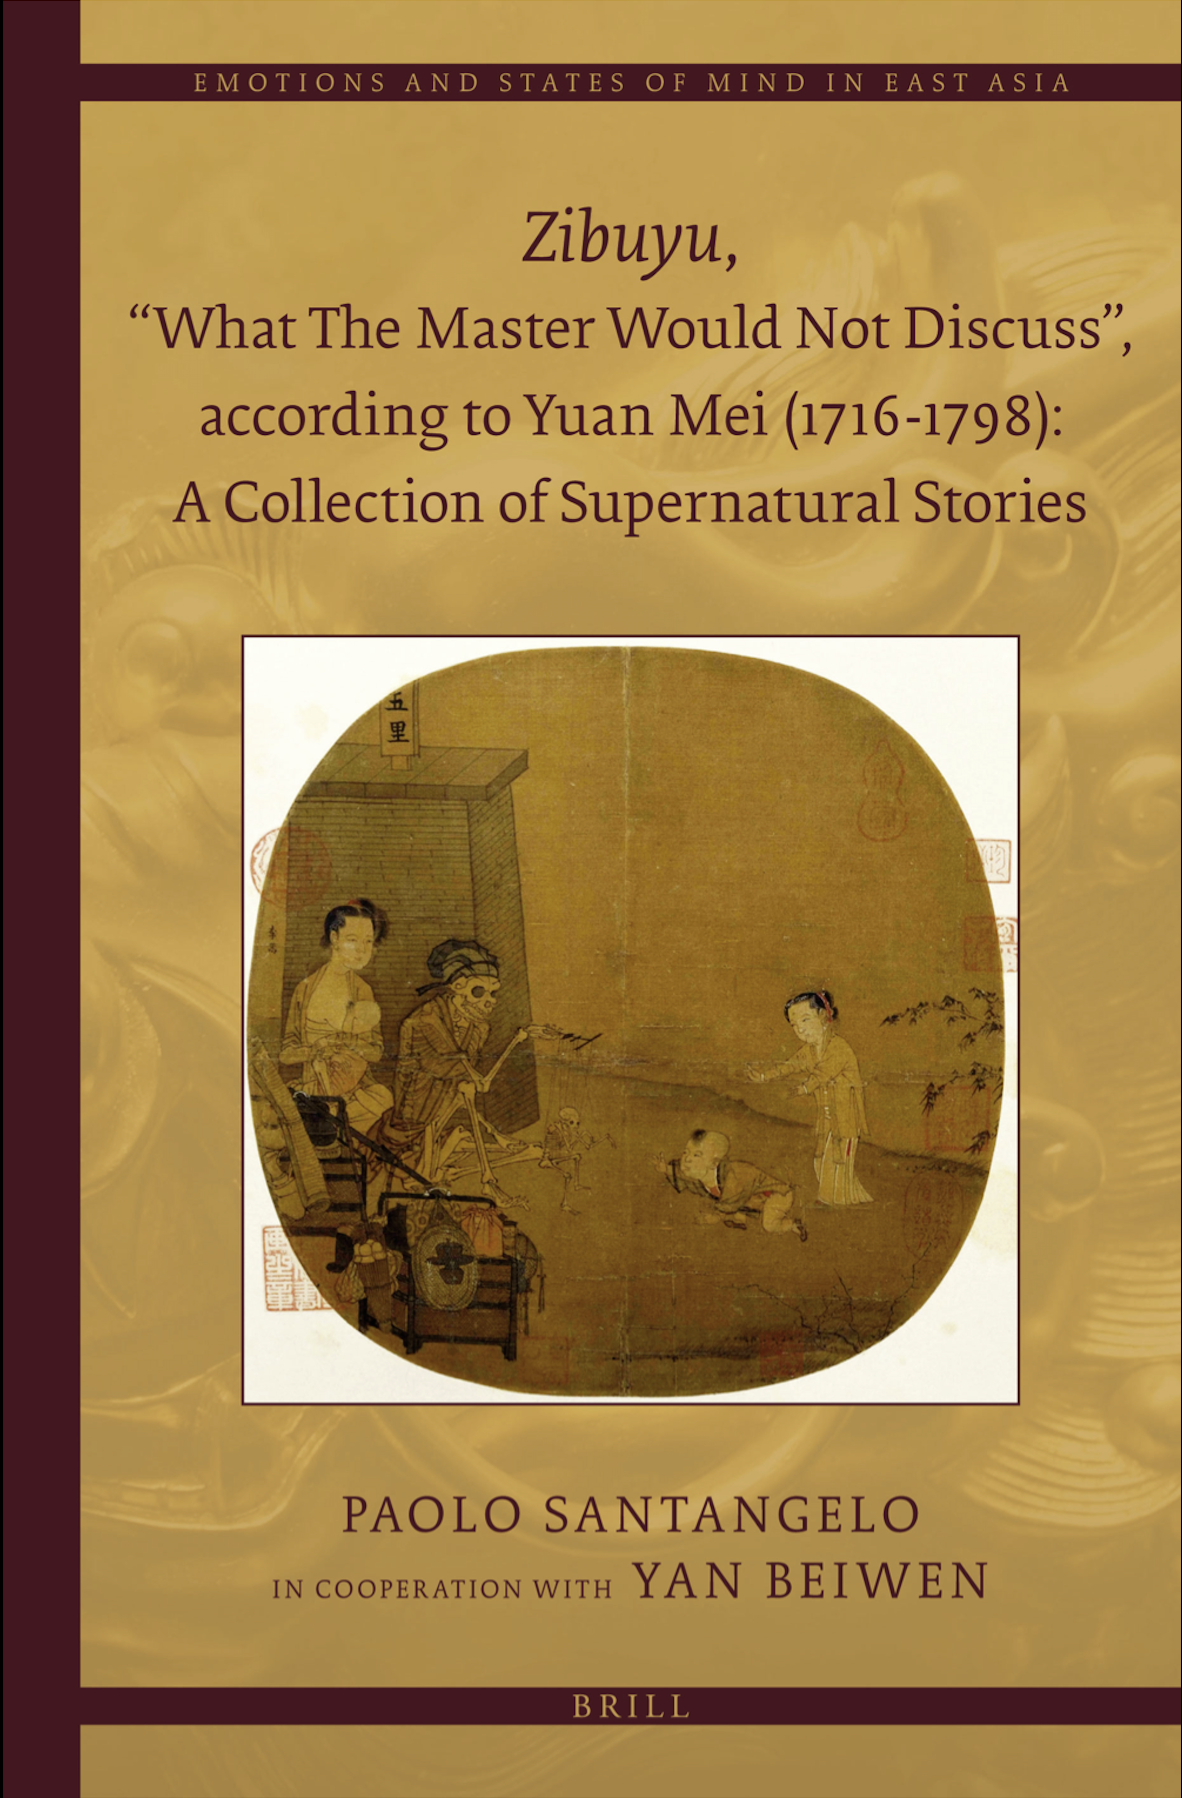 EMOTIONS AND STATES OF MIND IN EAST ASIA
Zibuyu,
“What The Master Would Not Discuss”,
according to Yuan Mei (1716-1798):
A Collection of Supernatural Stories
五
里
PAOLO SANTANGELO
IN COOPERATION WITH YAN BEIWEN
BRILL